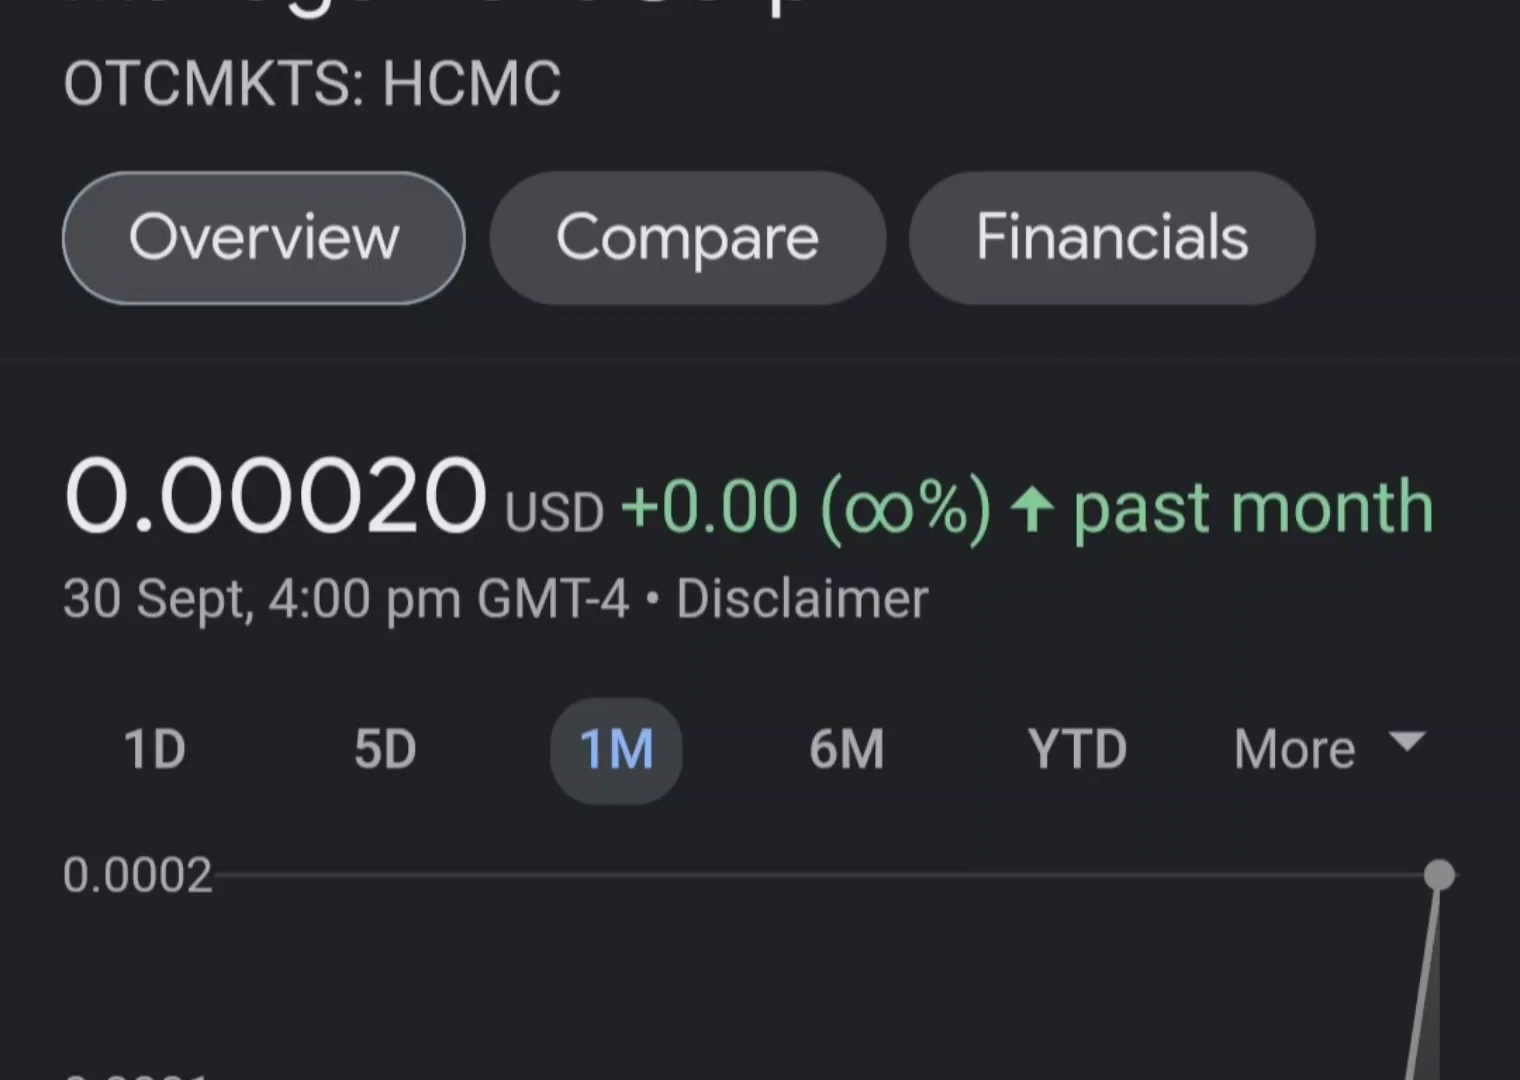 OTCMKTS: HCMC
Overview Compare Financials
0.00020 USD +0.00 (∞%) ↑ past month
30 Sept, 4:00 pm GMT-4 • Disclaimer
1D 5D 1M 6M YTD More
0.0002